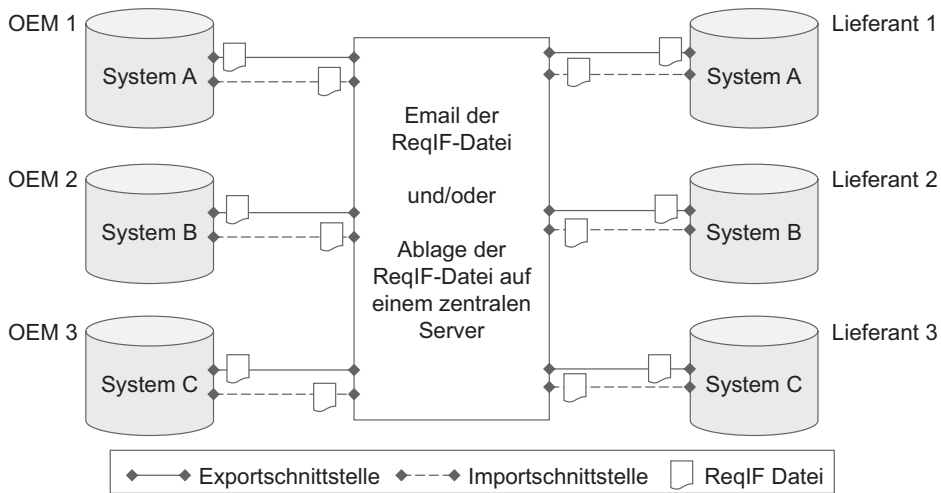 OEM 1
System A
Lieferant 1
System A
Email der
ReqIF-Datei
und/oder
Ablage der
ReqIF-Datei auf
einem zentralen
Server
OEM 2
System B
Lieferant 2
System B
OEM 3
System C
Lieferant 3
System C
Exportschnittstelle
Importschnittstelle
ReqIF Datei